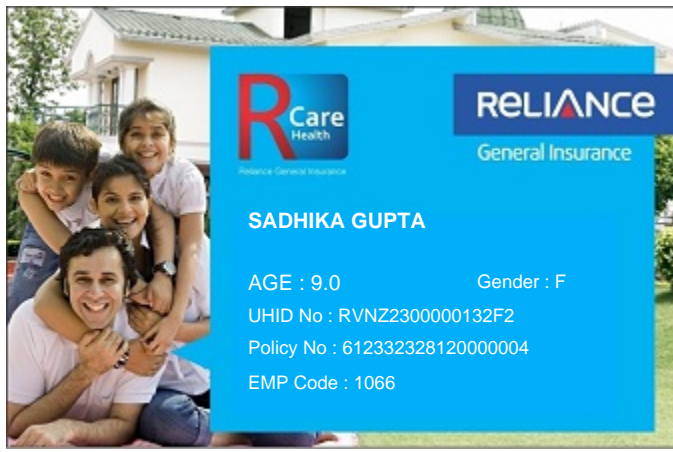 R Care
Health
Reliance General Insurance
RELIANCE
General Insurance
SADHIKA GUPTA
AGE : 9.0 Gender : F
UHID No : RVNZ2300000132F2
Policy No : 612332328120000004
EMP Code : 1066